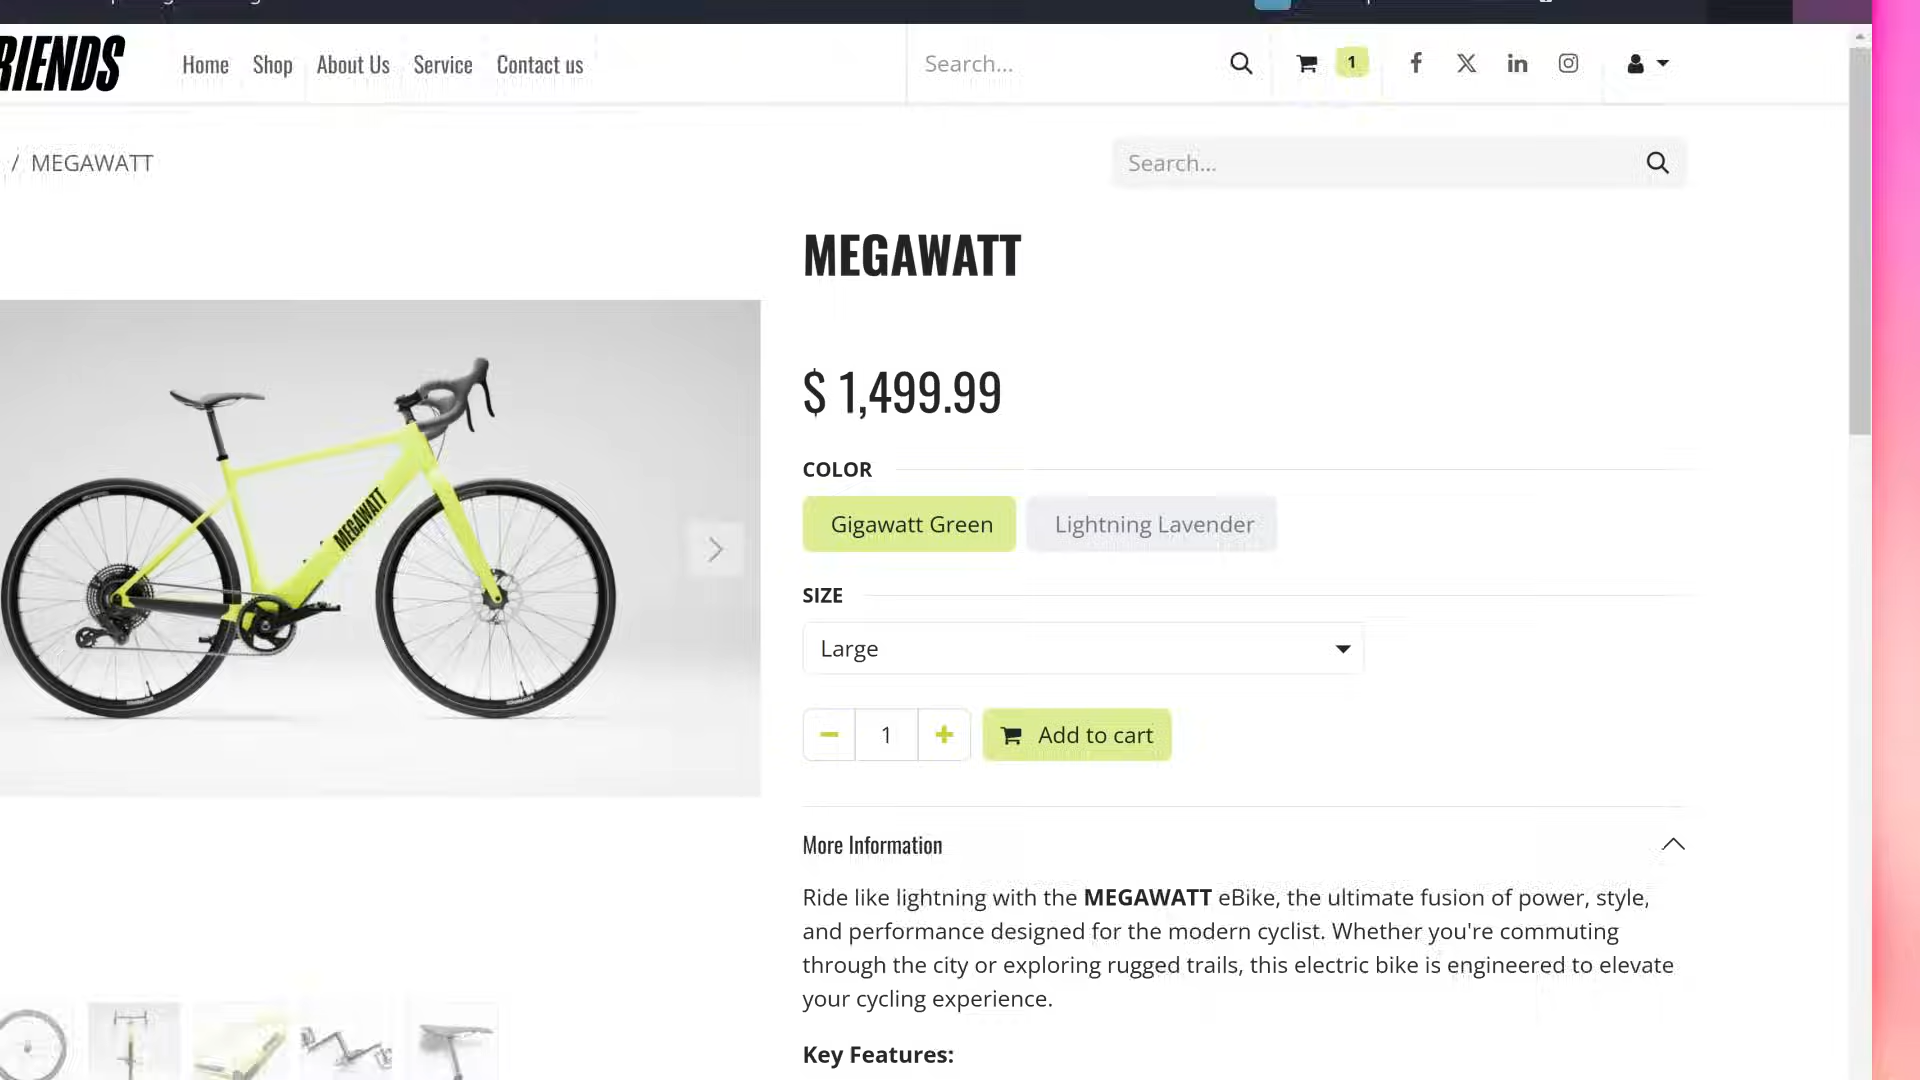 RIENDS
Home Shop About Us Service Contact us
Search...
1
/ MEGAWATT
Search...
MEGAWATT
$ 1,499.99
COLOR
Gigawatt Green Lightning Lavender
SIZE
Large
1 Add to cart
MEGAWATT
More Information
Ride like lightning with the MEGAWATT eBike, the ultimate fusion of power, style,
and performance designed for the modern cyclist. Whether you're commuting
through the city or exploring rugged trails, this electric bike is engineered to elevate
your cycling experience.
Key Features: